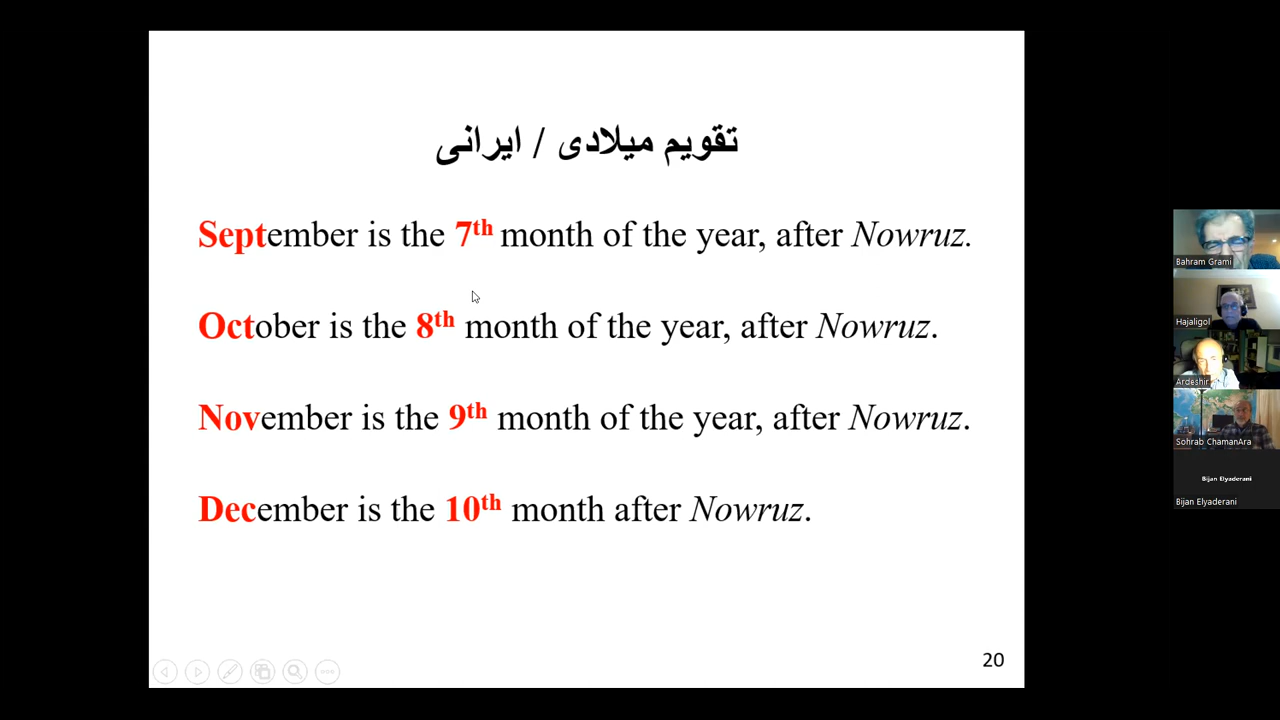 تقویم میلادی / ایرانی
September is the 7th month of the year, after Nowruz.
October is the 8th month of the year, after Nowruz.
November is the 9th month of the year, after Nowruz.
December is the 10th month after Nowruz.
20
Bahram Grami
Hajaligol
Ardeshir
Sohrab ChamanAra
Bijan Elyaderani
Bijan Elyaderani